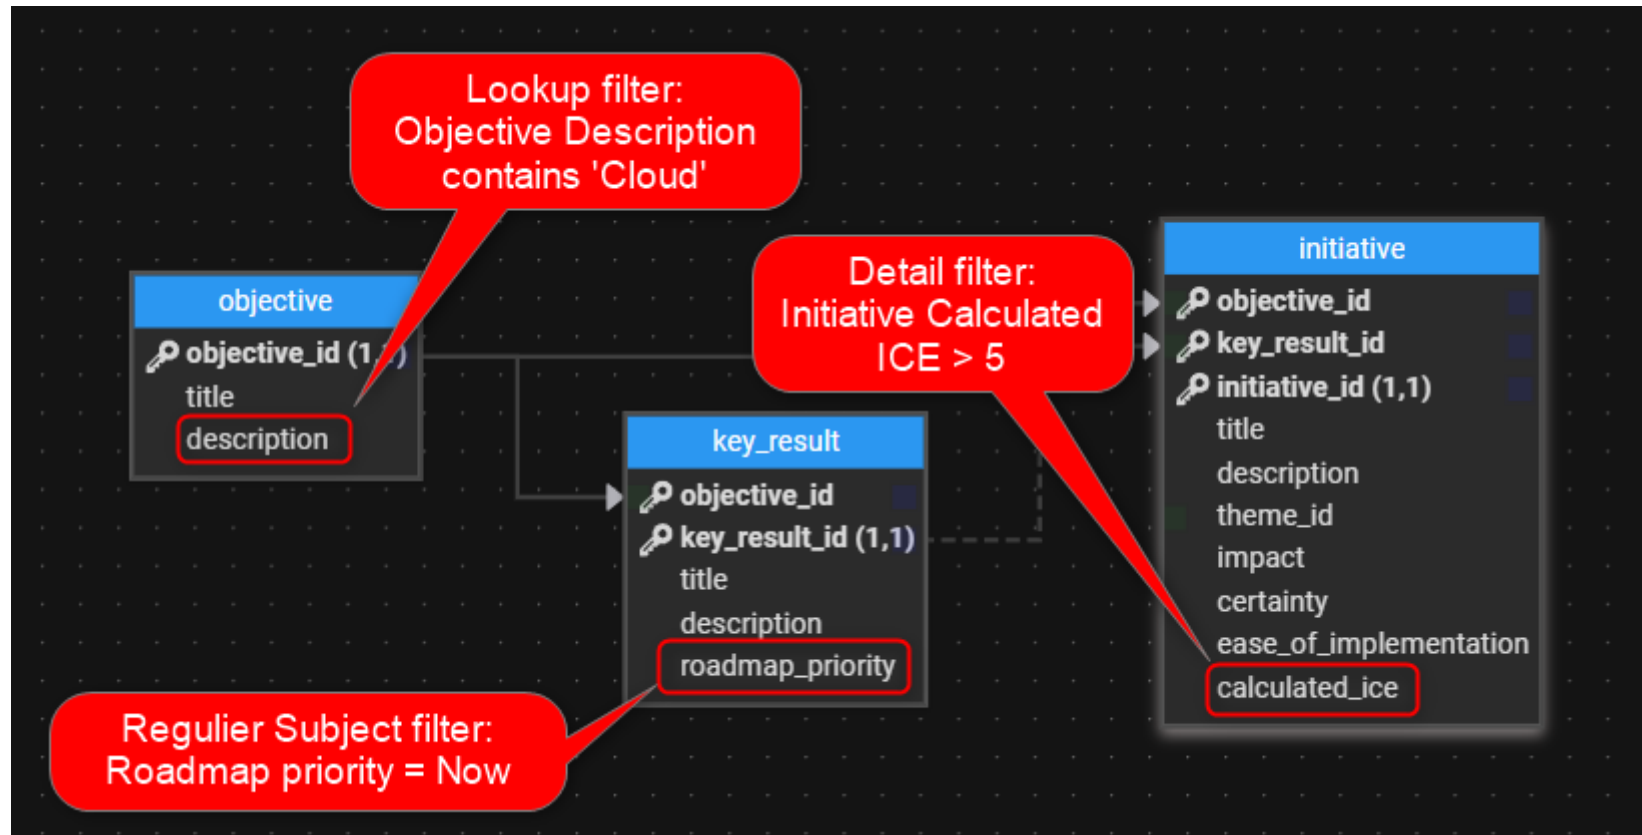 Lookup filter:
Objective Description
contains 'Cloud'
objective
objective_id (1,1)
title
description
Regulier Subject filter:
Roadmap priority = Now
key_result
objective_id
key_result_id (1,1)
title
description
roadmap_priority
Detail filter:
Initiative Calculated
ICE > 5
initiative
objective_id
key_result_id
initiative_id (1,1)
title
description
theme_id
impact
certainty
ease_of_implementation
calculated_ice